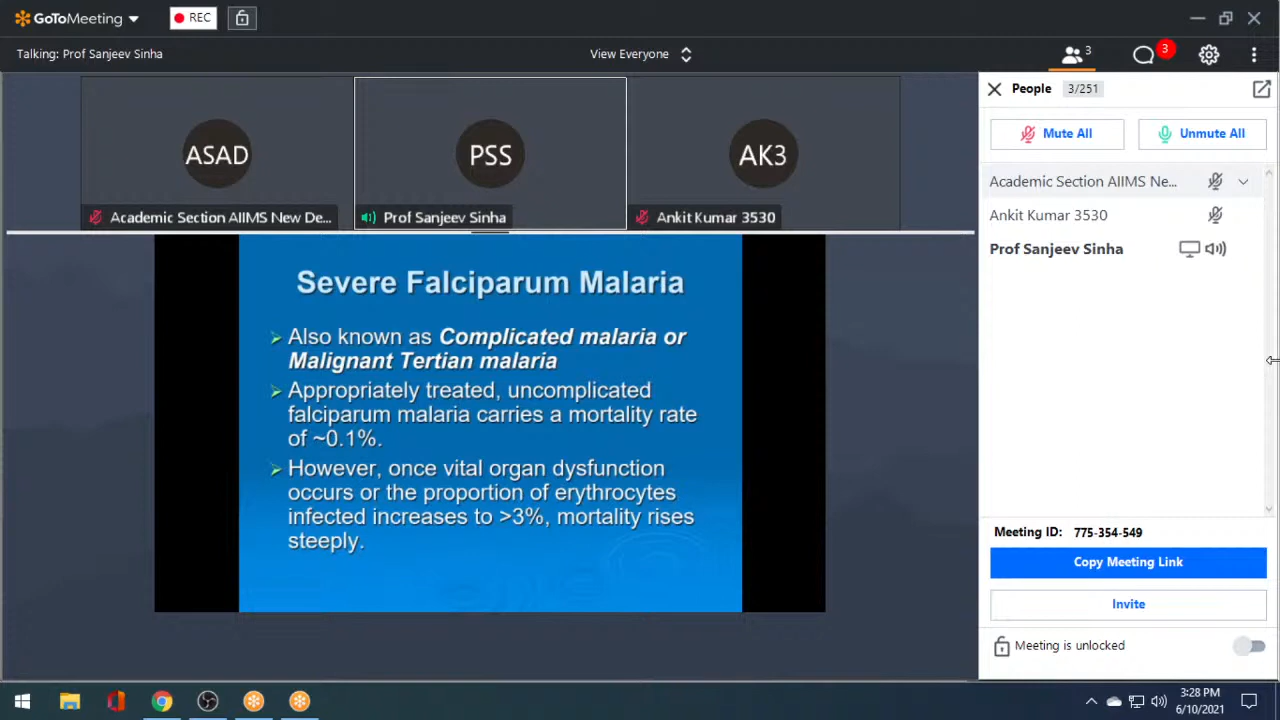 GoToMeeting
REC
Talking: Prof Sanjeev Sinha
View Everyone
3
3
ASAD
Academic Section AIIMS New De...
PSS
Prof Sanjeev Sinha
AK3
Ankit Kumar 3530
People
3/251
Mute All
Unmute All
Academic Section AIIMS Ne...
Ankit Kumar 3530
Prof Sanjeev Sinha
Severe Falciparum Malaria
Also known as Complicated malaria or
Malignant Tertian malaria
Appropriately treated, uncomplicated
falciparum malaria carries a mortality rate
of ~0.1%.
However, once vital organ dysfunction
occurs or the proportion of erythrocytes
infected increases to >3%, mortality rises
steeply.
Meeting ID: 775-354-549
Copy Meeting Link
Invite
Meeting is unlocked
3:28 PM
6/10/2021